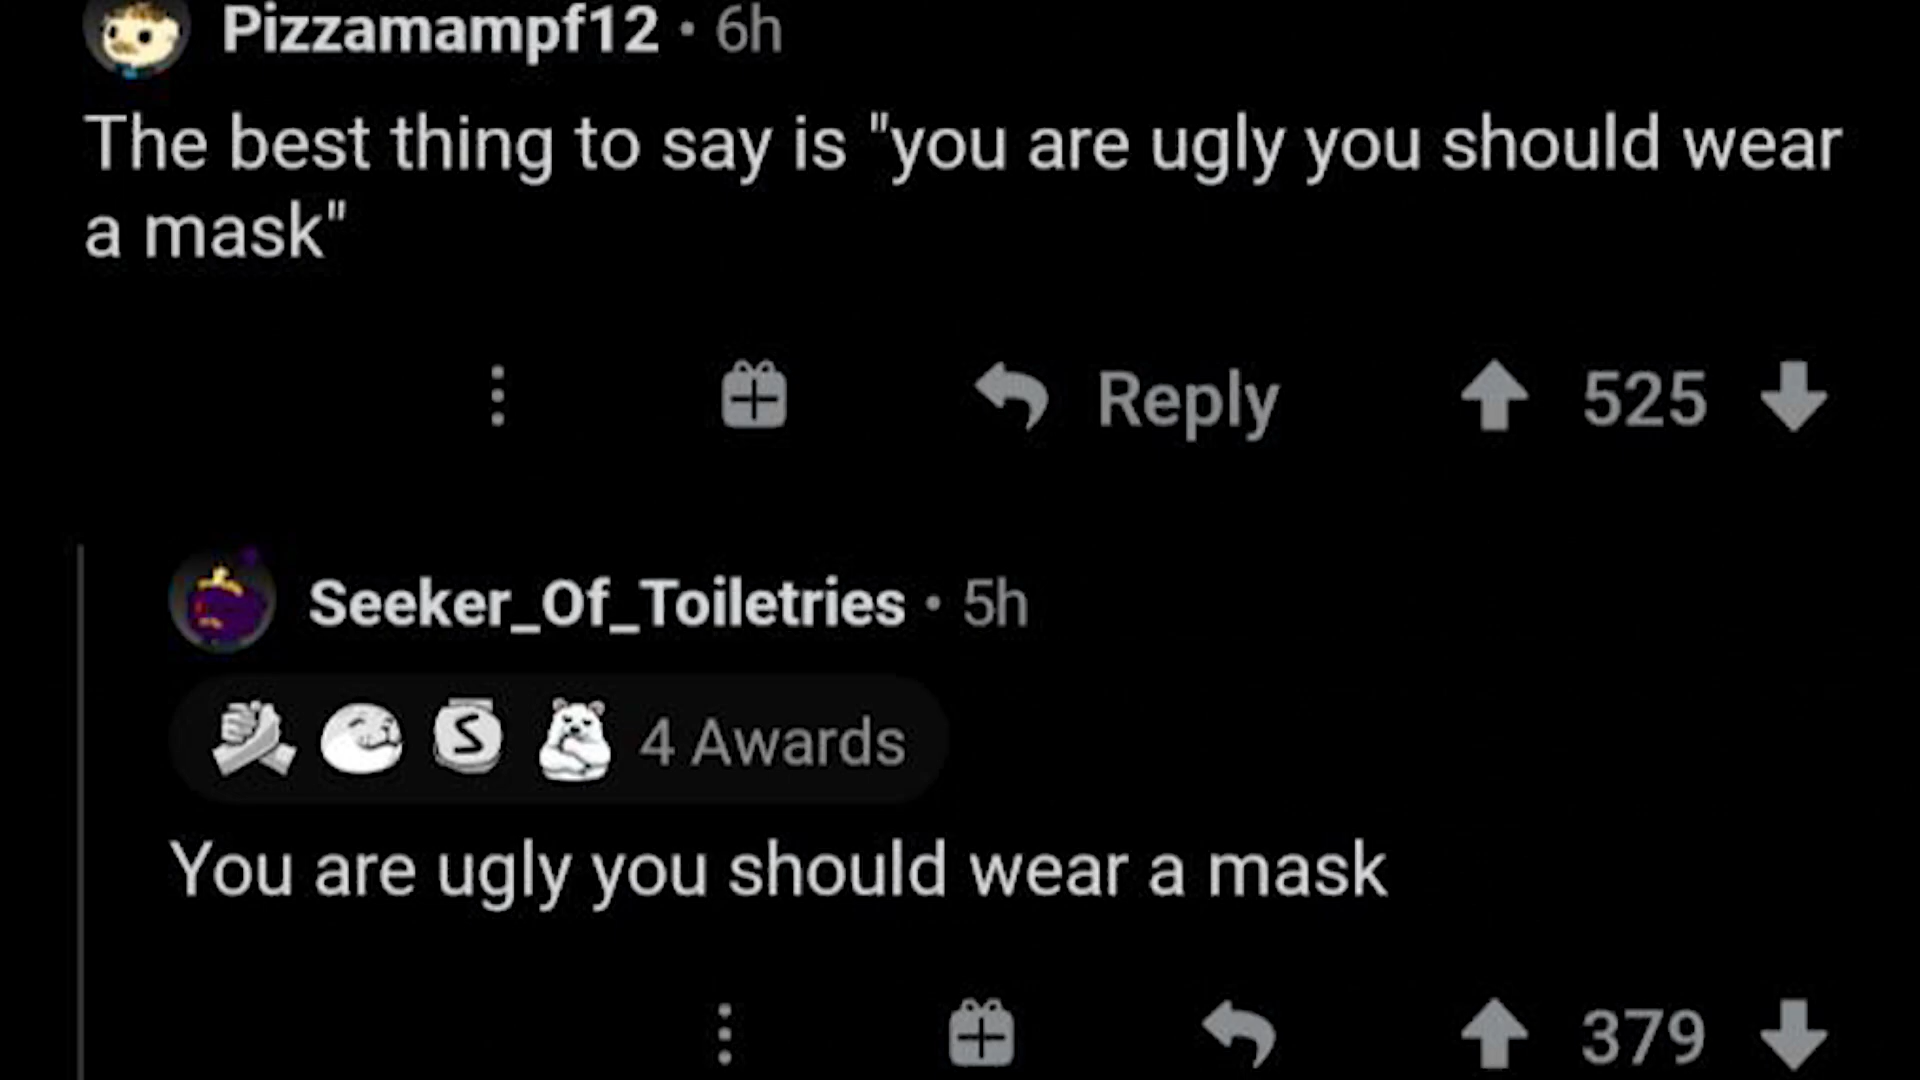 Pizzamampf12 • 6h
The best thing to say is "you are ugly you should wear
a mask"
Reply 525
Seeker_Of_Toiletries • 5h
S 4 Awards
You are ugly you should wear a mask
379